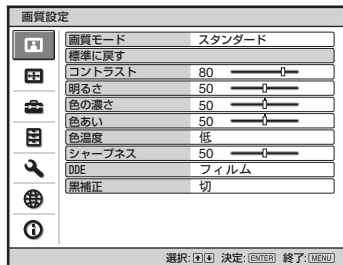 画質設定
画質モード スタンダード
標準に戻す
コントラスト 80
明るさ 50
色の濃さ 50
色あい 50
色温度 低
シャープネス 50
DDE フィルム
黒補正 切
選択:↑↓ 決定:ENTER 終了:MENU